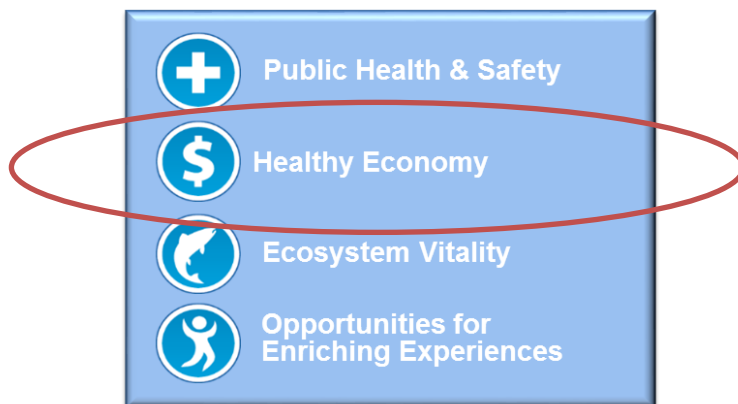 Public Health & Safety
$ Healthy Economy
Ecosystem Vitality
Opportunities for
Enriching Experiences